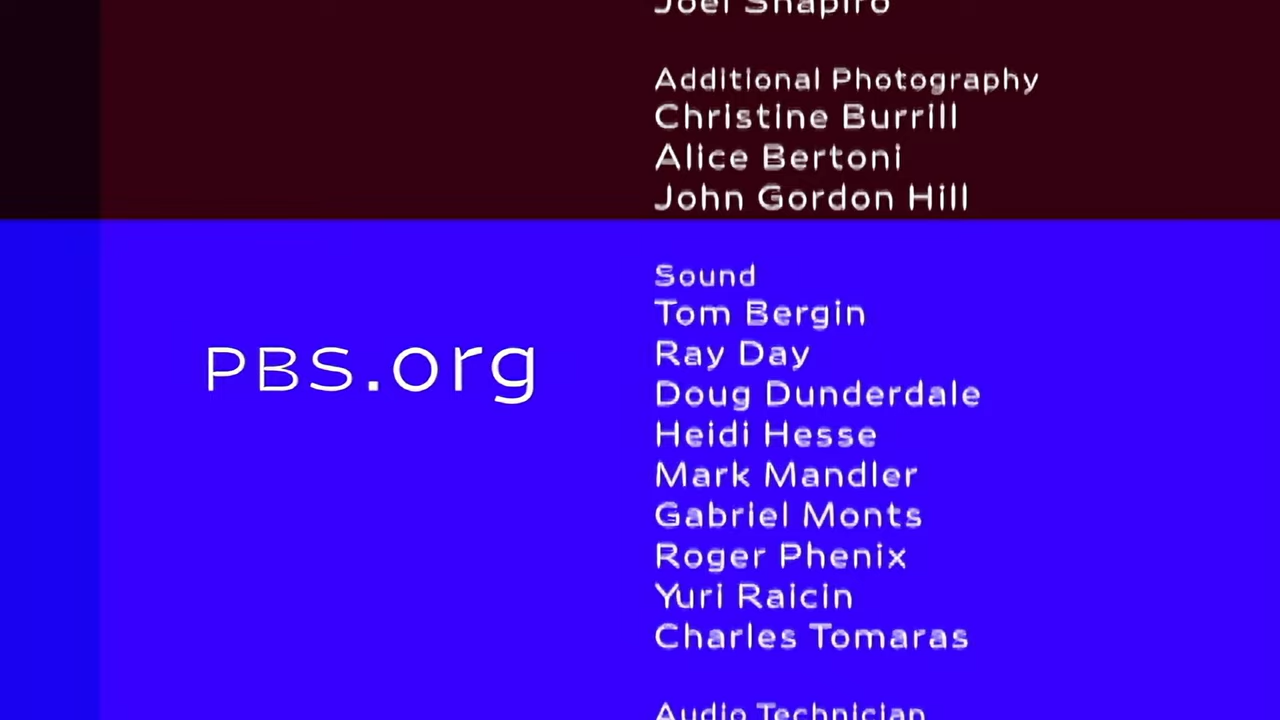 Joel Shapiro
Additional Photography
Christine Burrill
Alice Bertoni
John Gordon Hill
PBS.org
Sound
Tom Bergin
Ray Day
Doug Dunderdale
Heidi Hesse
Mark Mandler
Gabriel Monts
Roger Phenix
Yuri Raicin
Charles Tomaras
Audio Technician